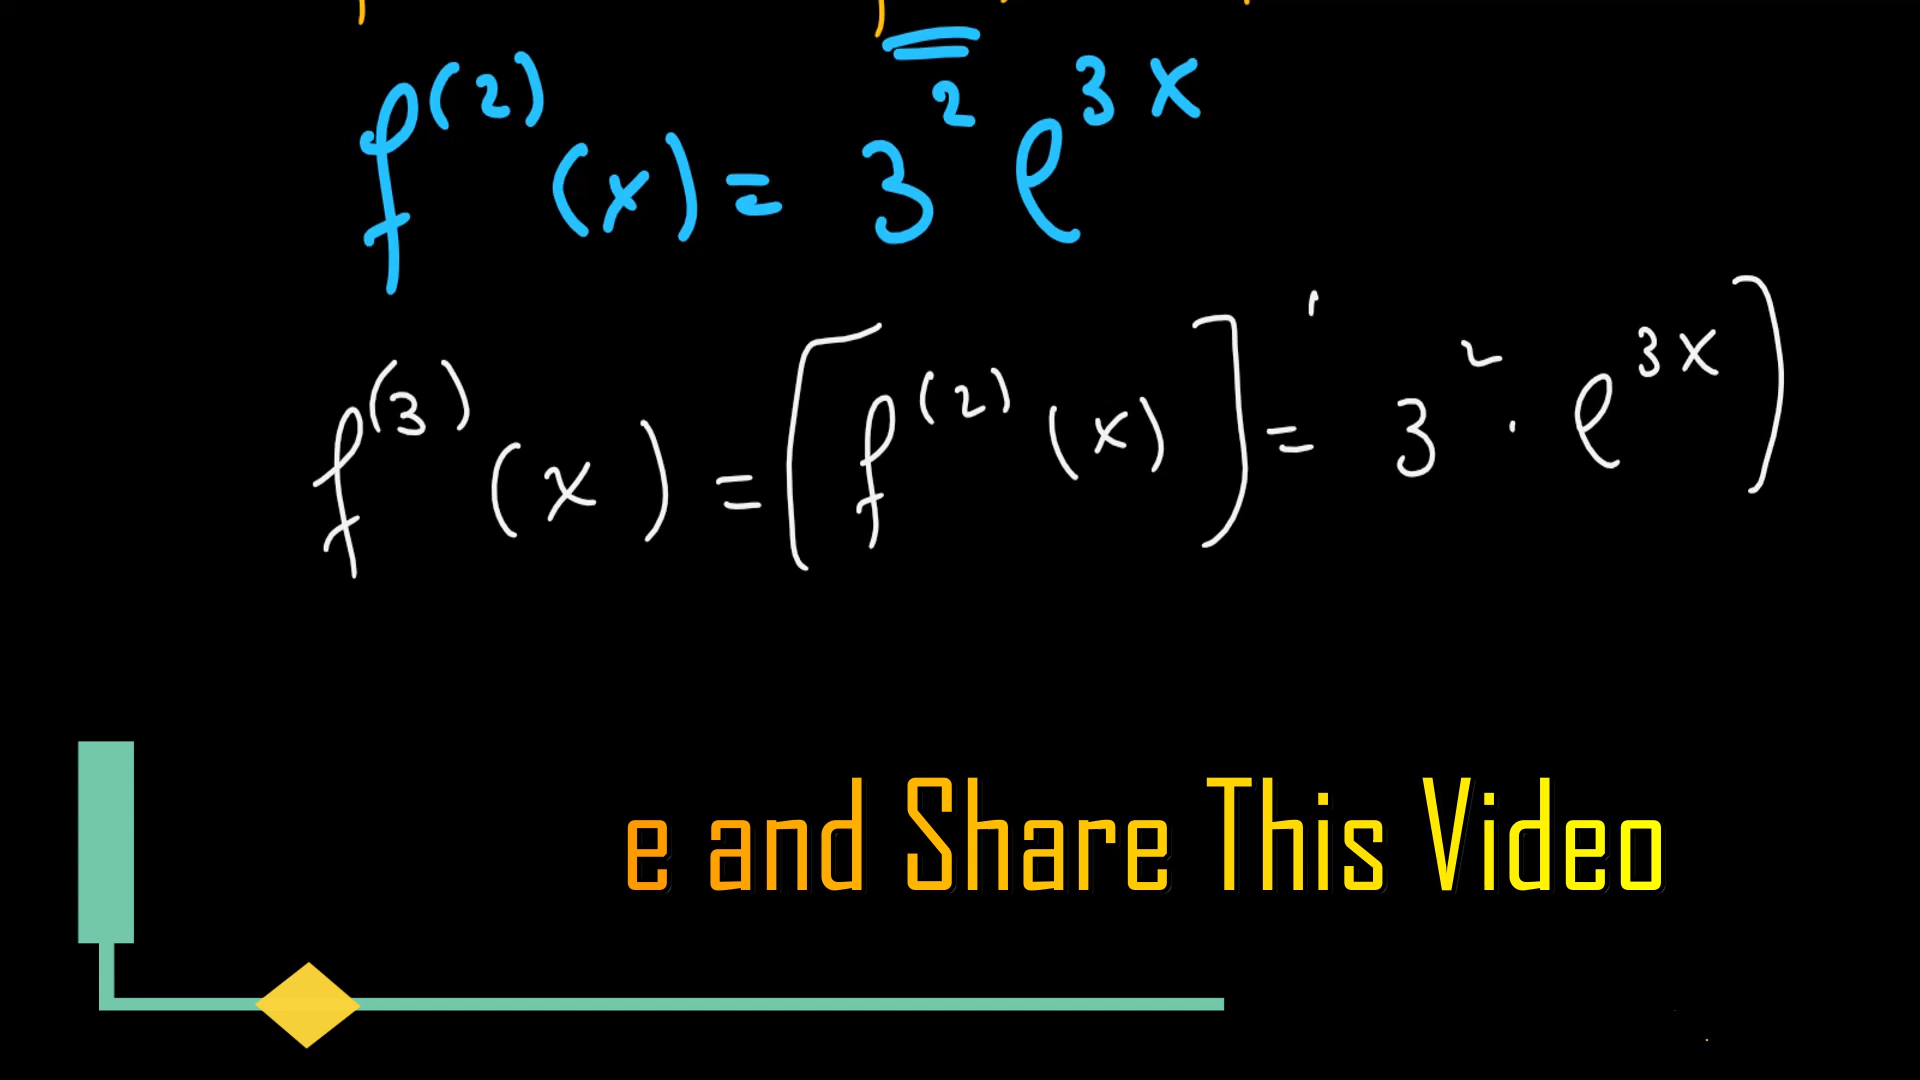 f⁽²⁾(x) = 3² e³ˣ
f⁽³⁾(x) = [f⁽²⁾(x)]' = 3² · e³ˣ)
e and Share This Video